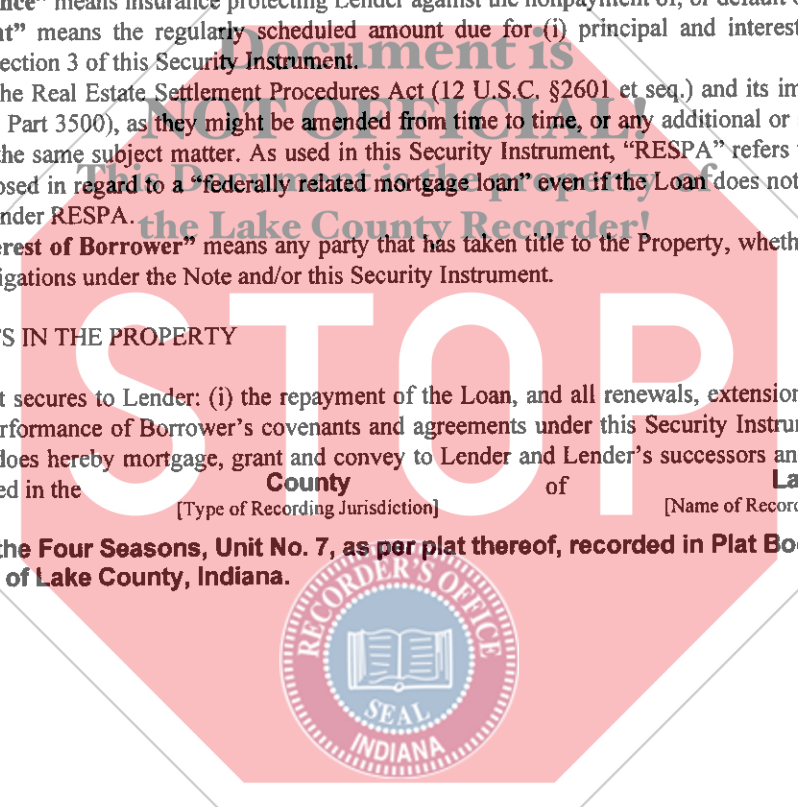 nce” means insurance protecting Lender against the nonpayment of, or default o
nt” means the regularly scheduled amount due for (i) principal and interest
ection 3 of this Security Instrument.
he Real Estate Settlement Procedures Act (12 U.S.C. §2601 et seq.) and its im
Part 3500), as they might be amended from time to time, or any additional or
the same subject matter. As used in this Security Instrument, “RESPA” refers
osed in regard to a “federally related mortgage loan” even if the Loan does not
nder RESPA.
erest of Borrower” means any party that has taken title to the Property, wheth
igations under the Note and/or this Security Instrument.
Document is
NOT OFFICIAL!
This Document is the property of
the Lake County Recorder!
STOP
S IN THE PROPERTY
t secures to Lender: (i) the repayment of the Loan, and all renewals, extension
rformance of Borrower’s covenants and agreements under this Security Instru
does hereby mortgage, grant and convey to Lender and Lender’s successors an
ed in the County of La
[Type of Recording Jurisdiction] [Name of Recor
the Four Seasons, Unit No. 7, as per plat thereof, recorded in Plat Bo
of Lake County, Indiana.
RECORDER'S OFFICE
SEAL
INDIANA